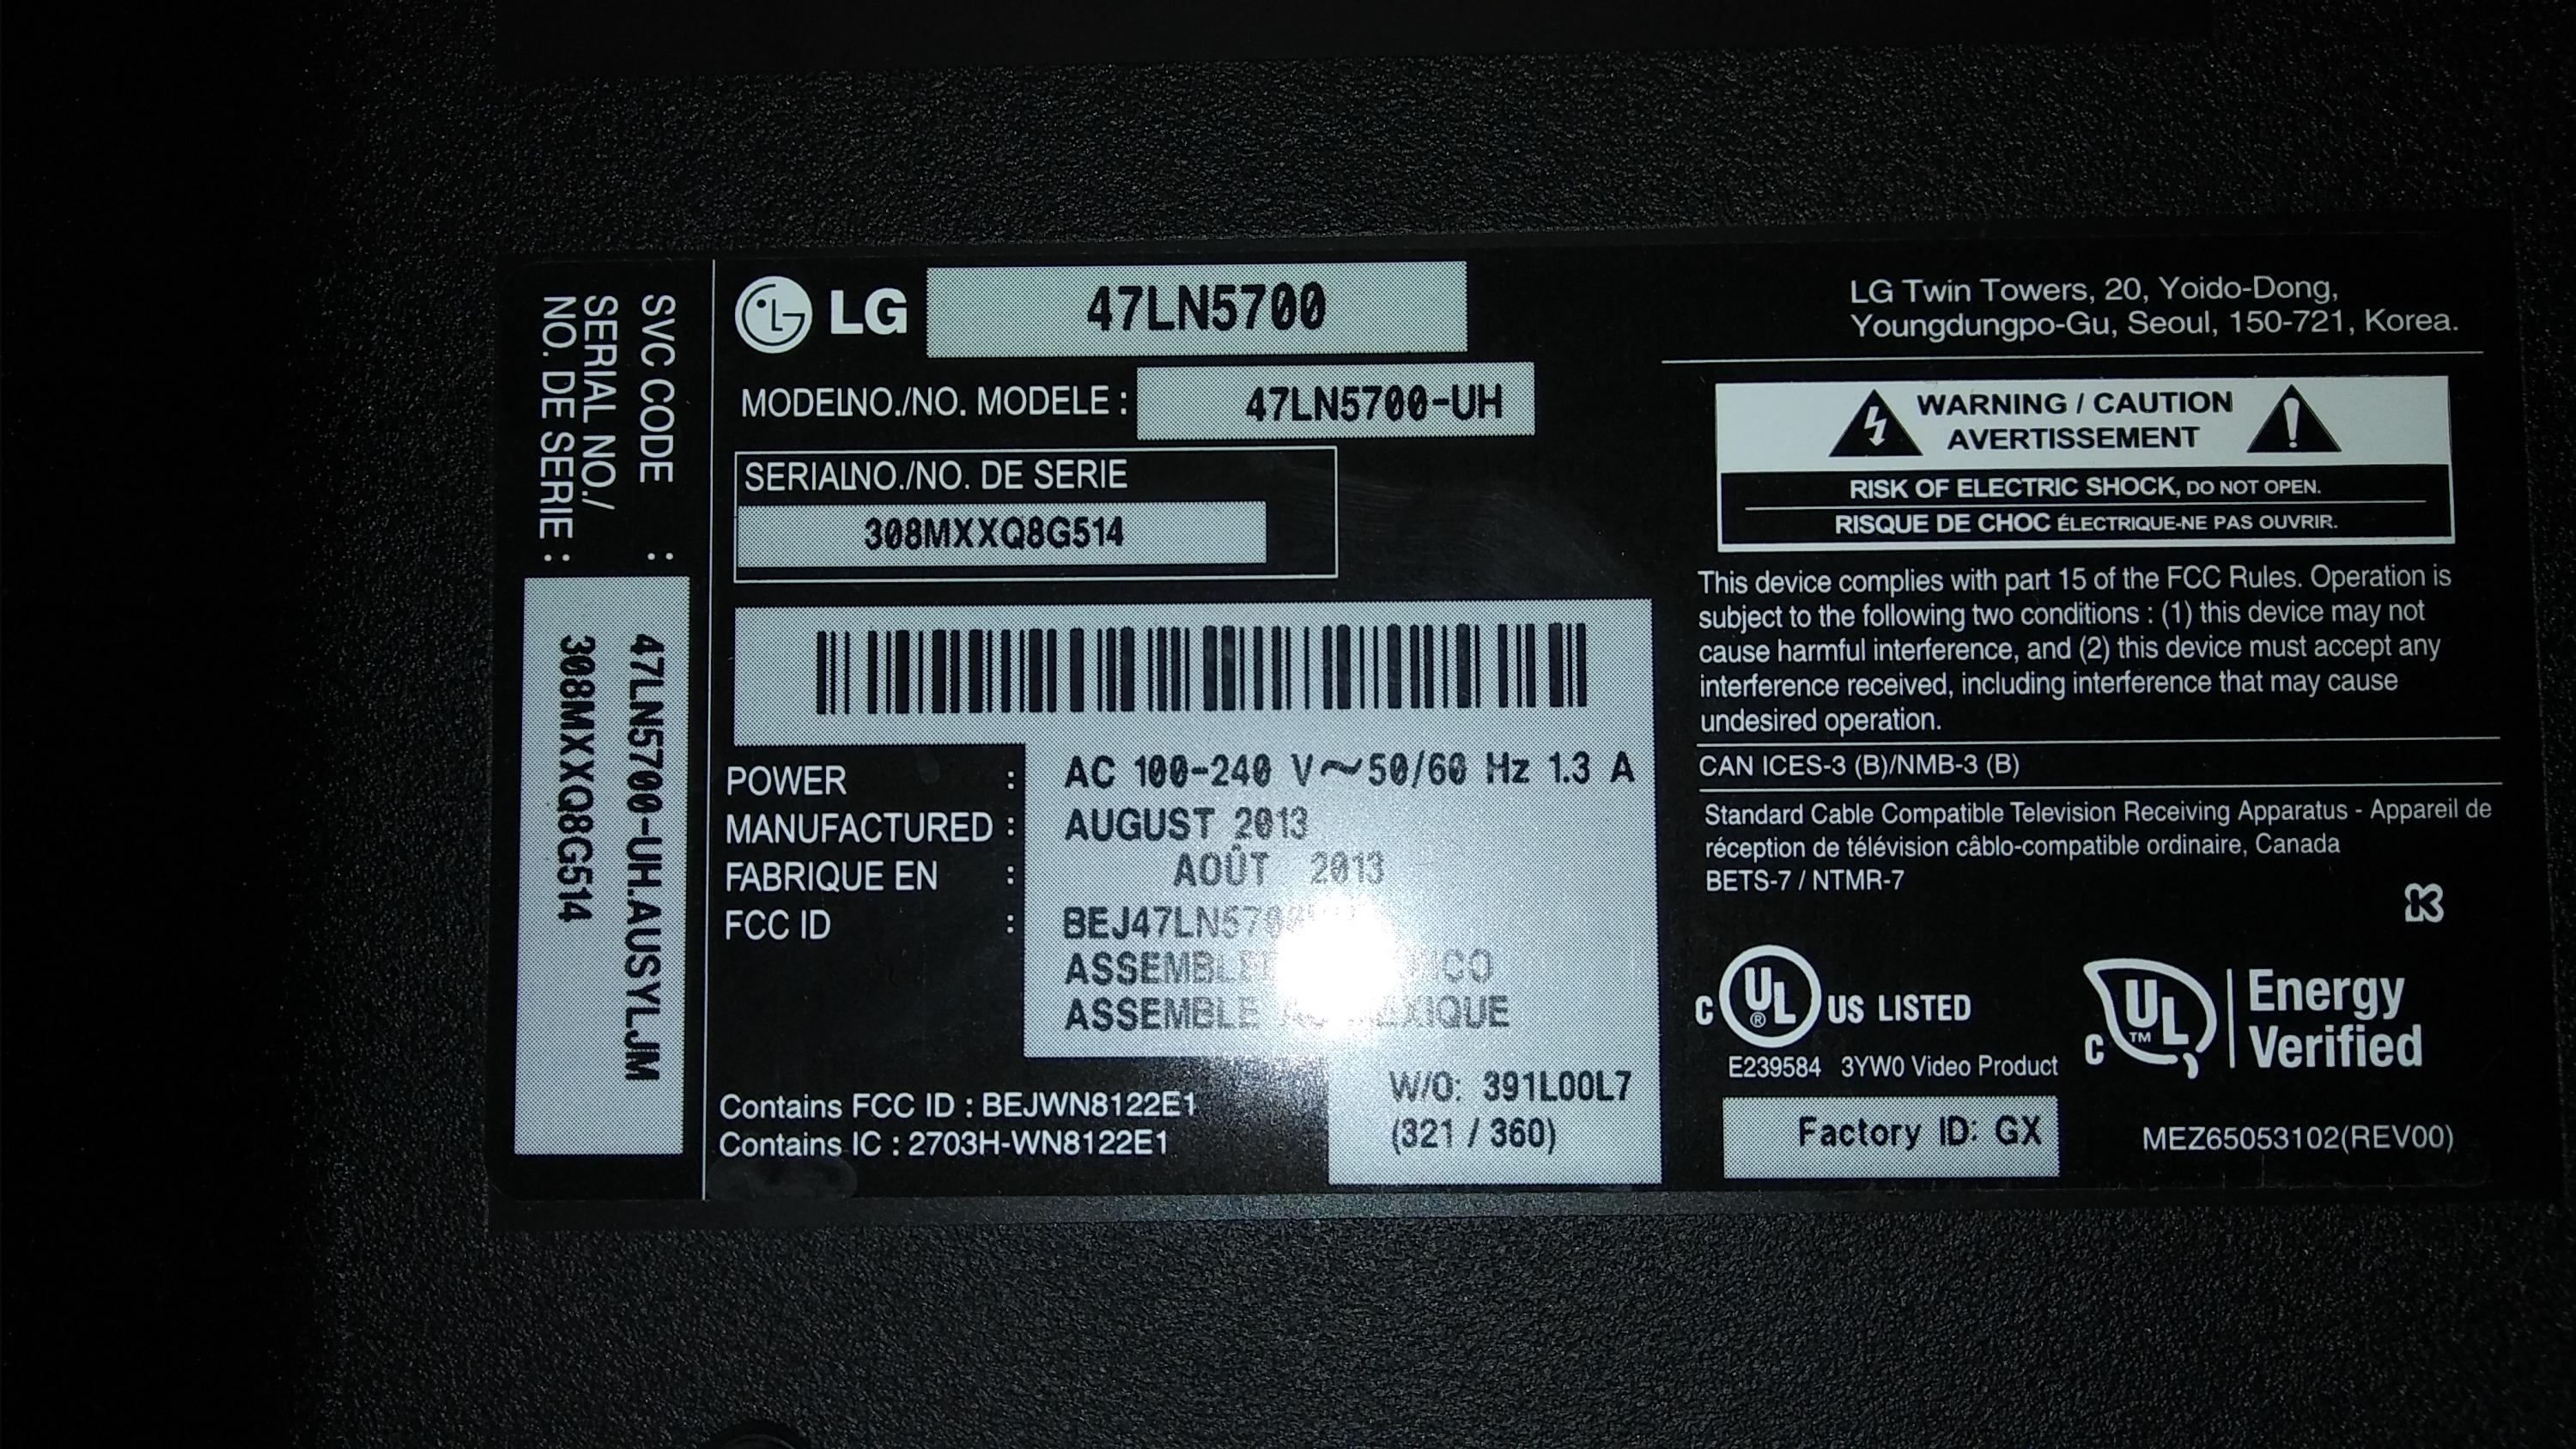 SVC CODE : 47LN5700-UH.AUSYLJM
SERIAL NO./
NO. DE SERIE : 308MXXQ8G514
LG 47LN5700
MODELNO./NO. MODELE : 47LN5700-UH
SERIALNO./NO. DE SERIE
308MXXQ8G514
POWER : AC 100-240 V~50/60 Hz 1.3 A
MANUFACTURED : AUGUST 2013
FABRIQUE EN : AOÛT 2013
FCC ID :
ASSEMBLE
W/O: 391L00L7
(321 / 360)
Contains FCC ID : BEJWN8122E1
Contains IC : 2703H-WN8122E1
LG Twin Towers, 20, Yoido-Dong,
Youngdungpo-Gu, Seoul, 150-721, Korea.
WARNING / CAUTION
AVERTISSEMENT
RISK OF ELECTRIC SHOCK, DO NOT OPEN.
RISQUE DE CHOC ÉLECTRIQUE-NE PAS OUVRIR.
This device complies with part 15 of the FCC Rules. Operation is
subject to the following two conditions : (1) this device may not
cause harmful interference, and (2) this device must accept any
interference received, including interference that may cause
undesired operation.
CAN ICES-3 (B)/NMB-3 (B)
Standard Cable Compatible Television Receiving Apparatus - Appareil de
réception de télévision câblo-compatible ordinaire, Canada
BETS-7 / NTMR-7
C UL ® US LISTED
E239584 3YW0 Video Product
C UL ™ Energy
Verified
Factory ID: GX
MEZ65053102(REV00)